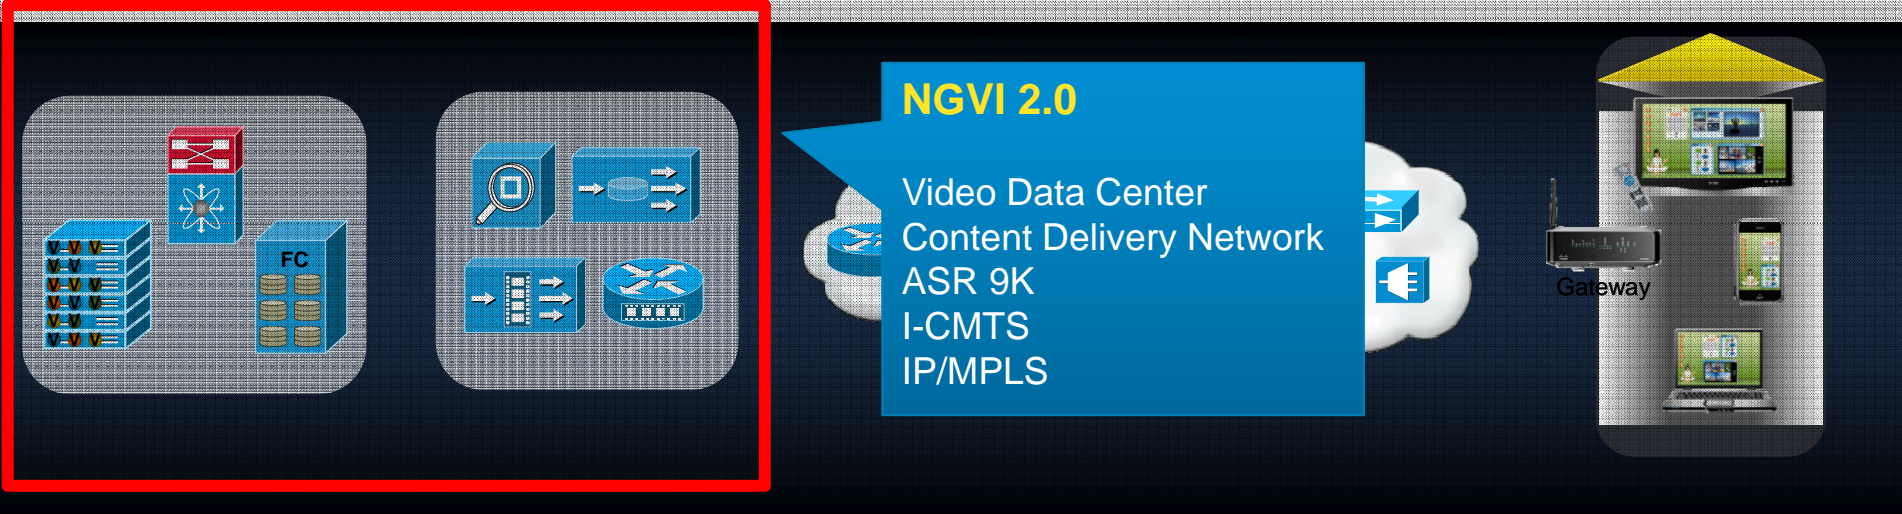 NGVI 2.0
Video Data Center
Content Delivery Network
ASR 9K
I-CMTS
IP/MPLS
FC
V V V
V V
V V V
V V V
V V
V V V
Gateway